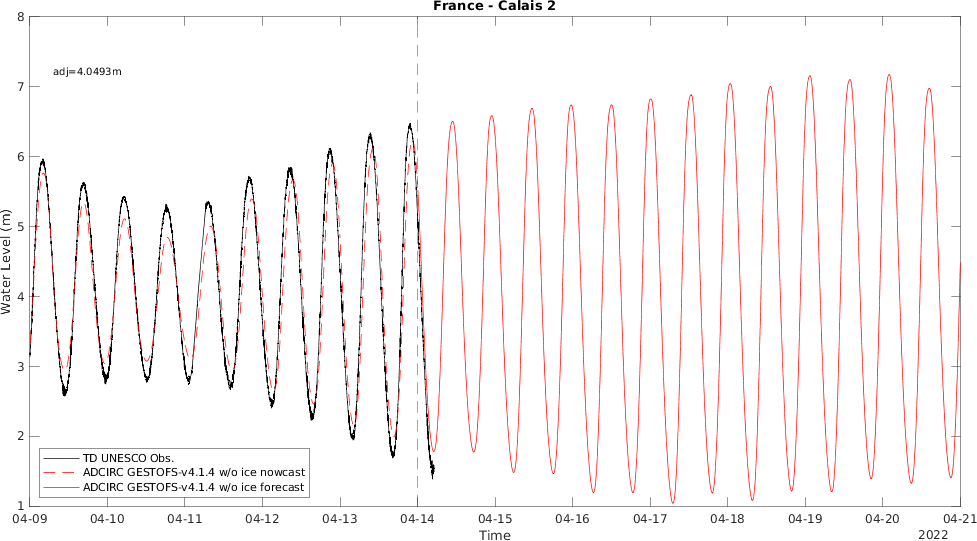 France - Calais 2
adj=4.0493m
8
7
6
5
4
3
2
1
Water Level (m)
TD UNESCO Obs.
ADCIRC GESTOFS-v4.1.4 w/o ice nowcast
ADCIRC GESTOFS-v4.1.4 w/o ice forecast
04-09 04-10 04-11 04-12 04-13 04-14 04-15 04-16 04-17 04-18 04-19 04-20 04-21
Time
2022